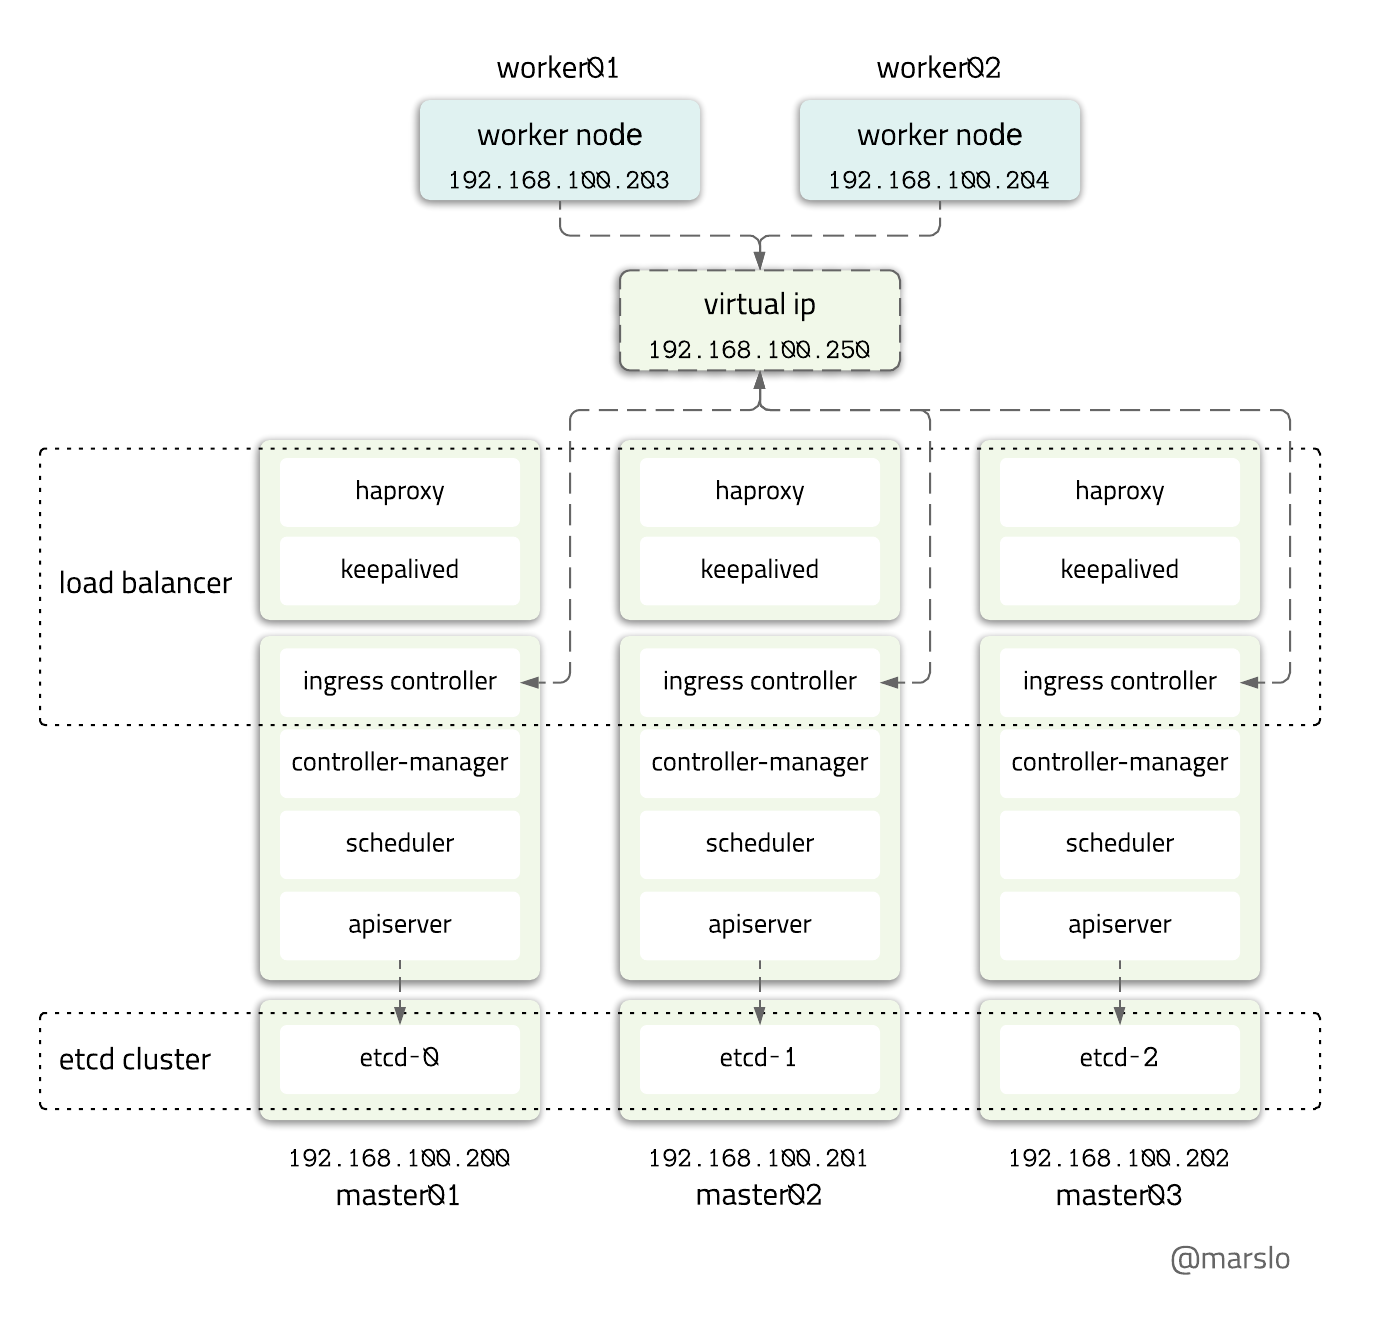 worker01
worker02
worker node
192.168.100.203
worker node
192.168.100.204
virtual ip
192.168.100.250
load balancer
haproxy
haproxy
haproxy
keepalived
keepalived
keepalived
ingress controller
ingress controller
ingress controller
controller-manager
controller-manager
controller-manager
scheduler
scheduler
scheduler
apiserver
apiserver
apiserver
etcd cluster
etcd-0
etcd-1
etcd-2
192.168.100.200
master01
192.168.100.201
master02
192.168.100.202
master03
@marslo